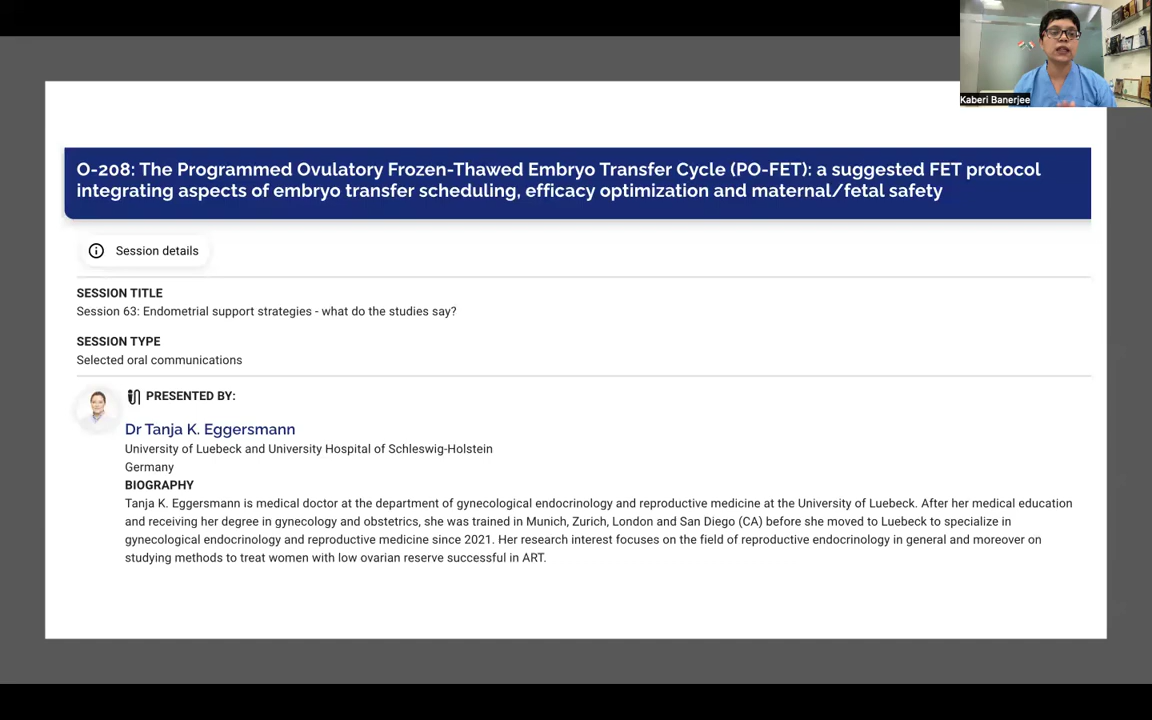 Kaberi Banerjee
O-208: The Programmed Ovulatory Frozen-Thawed Embryo Transfer Cycle (PO-FET): a suggested FET protocol
integrating aspects of embryo transfer scheduling, efficacy optimization and maternal/fetal safety
Session details
SESSION TITLE
Session 63: Endometrial support strategies - what do the studies say?
SESSION TYPE
Selected oral communications
PRESENTED BY:
Dr Tanja K. Eggersmann
University of Luebeck and University Hospital of Schleswig-Holstein
Germany
BIOGRAPHY
Tanja K. Eggersmann is medical doctor at the department of gynecological endocrinology and reproductive medicine at the University of Luebeck. After her medical education
and receiving her degree in gynecology and obstetrics, she was trained in Munich, Zurich, London and San Diego (CA) before she moved to Luebeck to specialize in
gynecological endocrinology and reproductive medicine since 2021. Her research interest focuses on the field of reproductive endocrinology in general and moreover on
studying methods to treat women with low ovarian reserve successful in ART.